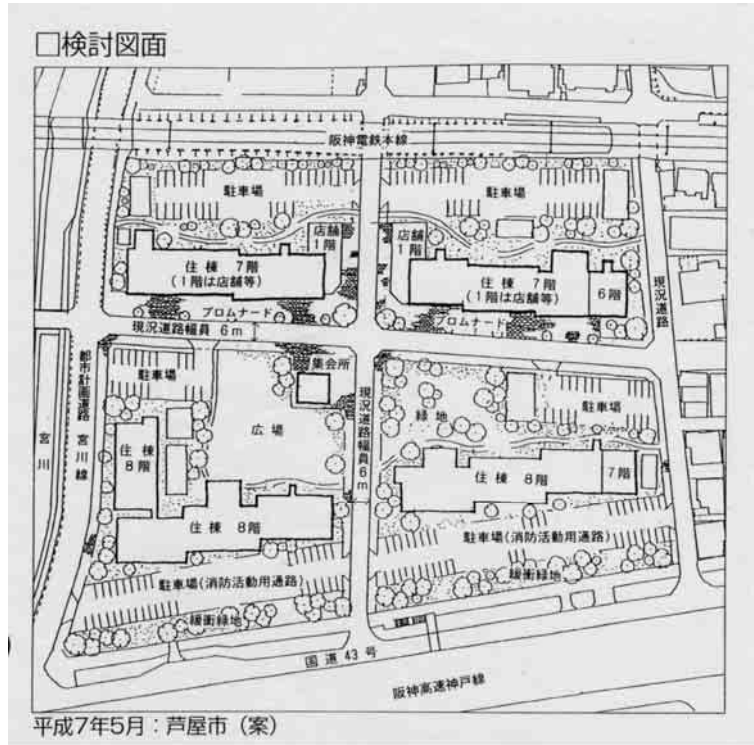 □検討図面
阪神電鉄本線
駐車場
駐車場
店舗
1階
店舗
1階
住棟 7階
(1階は店舗等)
住棟 7階
(1階は店舗等)
6階
現況道路
プロムナード
プロムナード
現況道路幅員 6m
集会所
駐車場
都市計画道路 宮川線
宮川
現況道路幅員6m
緑地
駐車場
広場
住棟
8階
住棟 8階
7階
住棟 8階
駐車場(消防活動用通路)
駐車場(消防活動用通路)
緩衝緑地
緩衝緑地
国道43号
阪神高速神戸線
平成7年5月:芦屋市(案)